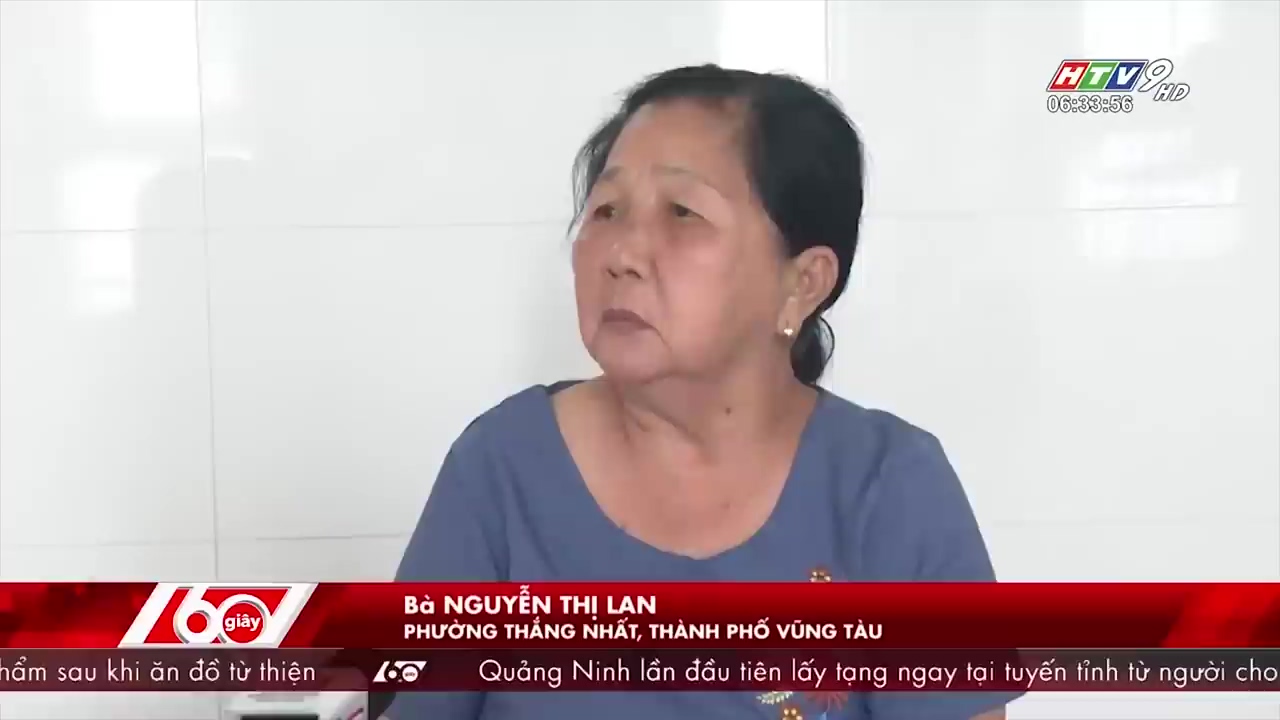 HTV9 HD
06:33:56
60 giây
Bà NGUYỄN THỊ LAN
PHƯỜNG THẮNG NHẤT, THÀNH PHỐ VŨNG TÀU
hẩm sau khi ăn đồ từ thiện 60 giây Quảng Ninh lần đầu tiên lấy tạng ngay tại tuyến tỉnh từ người cho